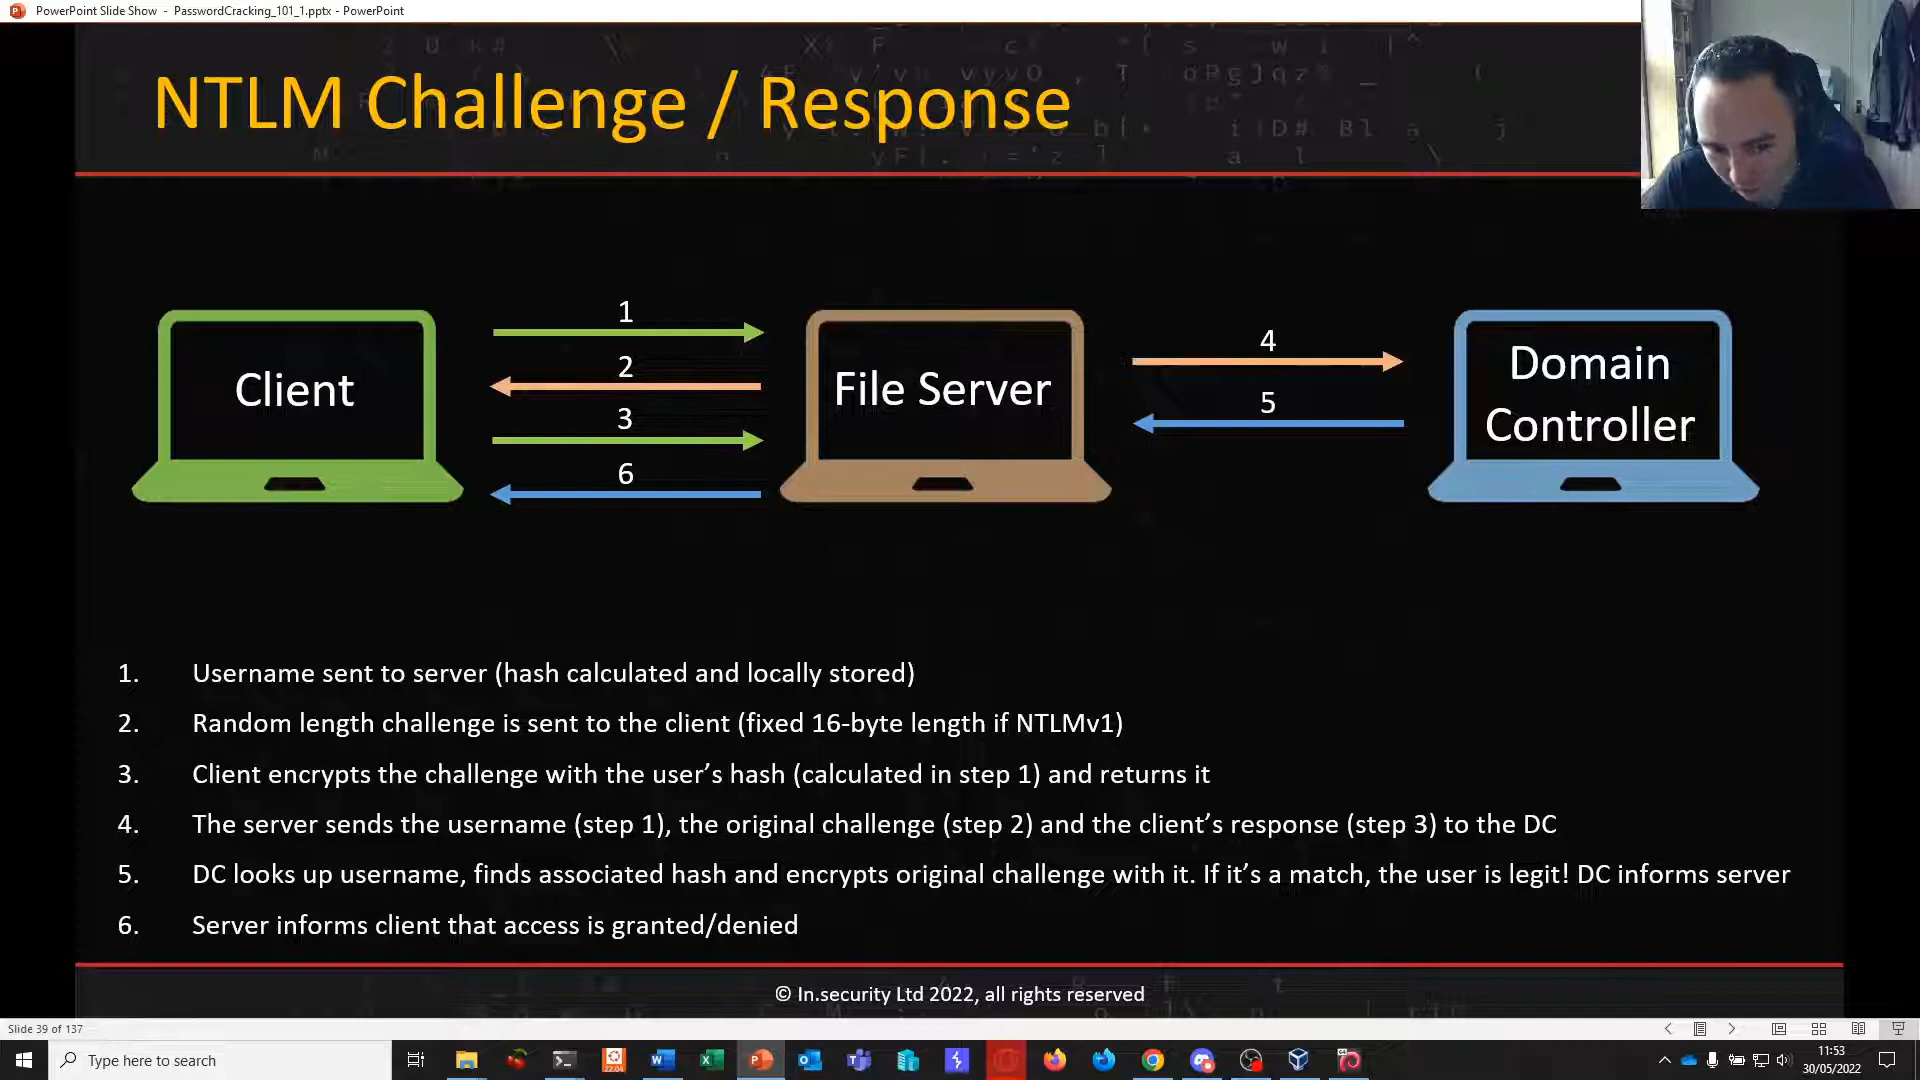 PowerPoint Slide Show - PasswordCracking_101_1.pptx - PowerPoint
NTLM Challenge / Response
Client
1
2
3
6
File Server
4
5
Domain
Controller
1. Username sent to server (hash calculated and locally stored)
2. Random length challenge is sent to the client (fixed 16-byte length if NTLMv1)
3. Client encrypts the challenge with the user’s hash (calculated in step 1) and returns it
4. The server sends the username (step 1), the original challenge (step 2) and the client’s response (step 3) to the DC
5. DC looks up username, finds associated hash and encrypts original challenge with it. If it’s a match, the user is legit! DC informs server
6. Server informs client that access is granted/denied
© In.security Ltd 2022, all rights reserved
Slide 39 of 137
Type here to search
22.04
11:53
30/05/2022